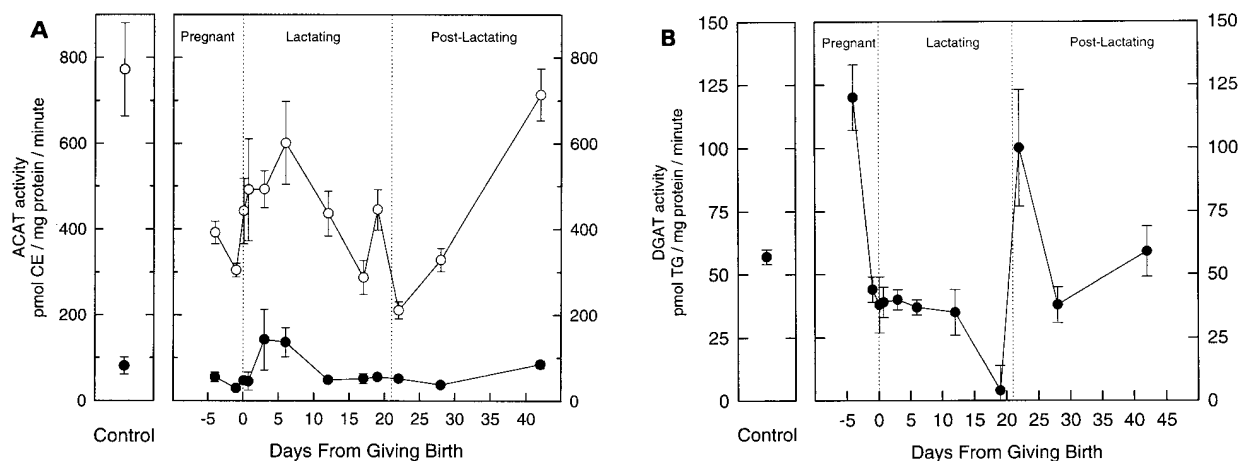 A
Pregnant
Lactating
Post-Lactating
800
600
400
200
0
800
600
400
200
0
ACAT activity
pmol CE / mg protein / minute
Control
-5 0 5 10 15 20 25 30 35 40 45
Days From Giving Birth
B
Pregnant
Lactating
Post-Lactating
150
125
100
75
50
25
0
150
125
100
75
50
25
0
DGAT activity
pmol TG / mg protein / minute
Control
-5 0 5 10 15 20 25 30 35 40 45
Days From Giving Birth